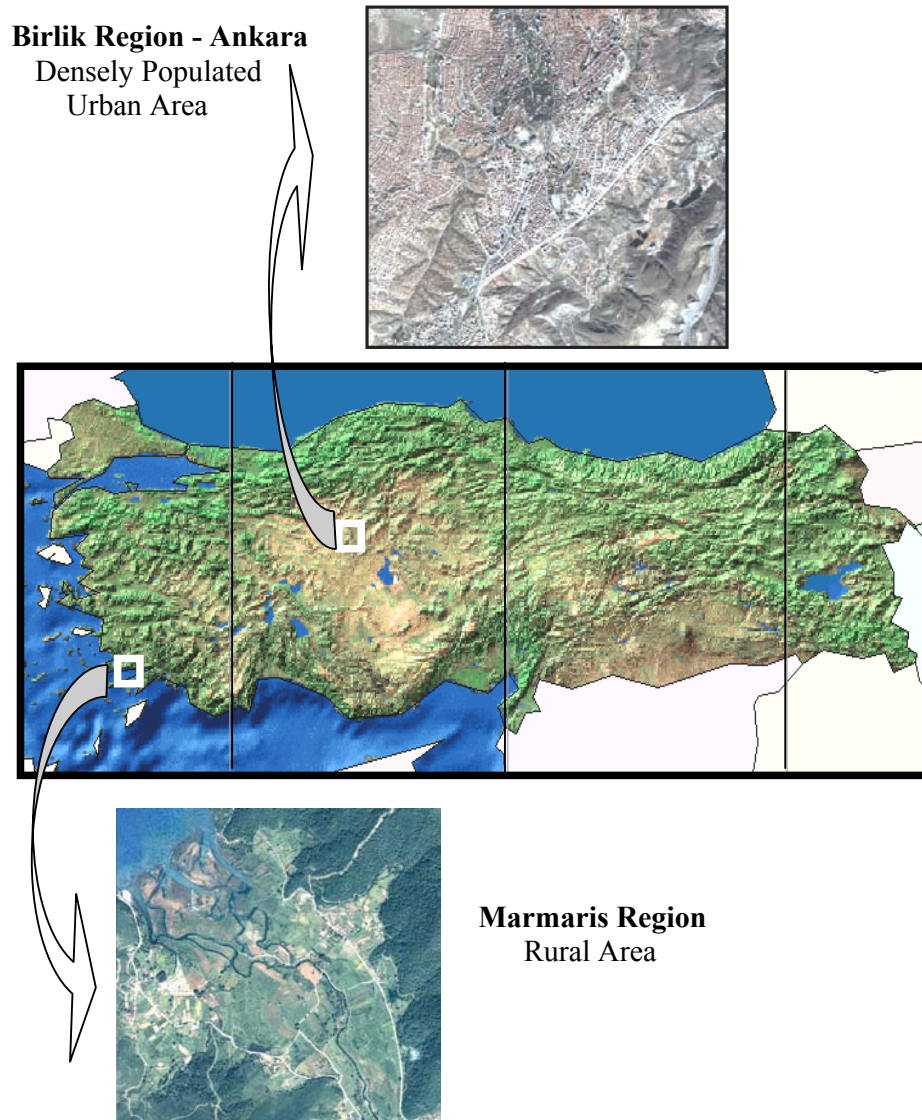 Birlik Region - Ankara
Densely Populated
Urban Area
Marmaris Region
Rural Area